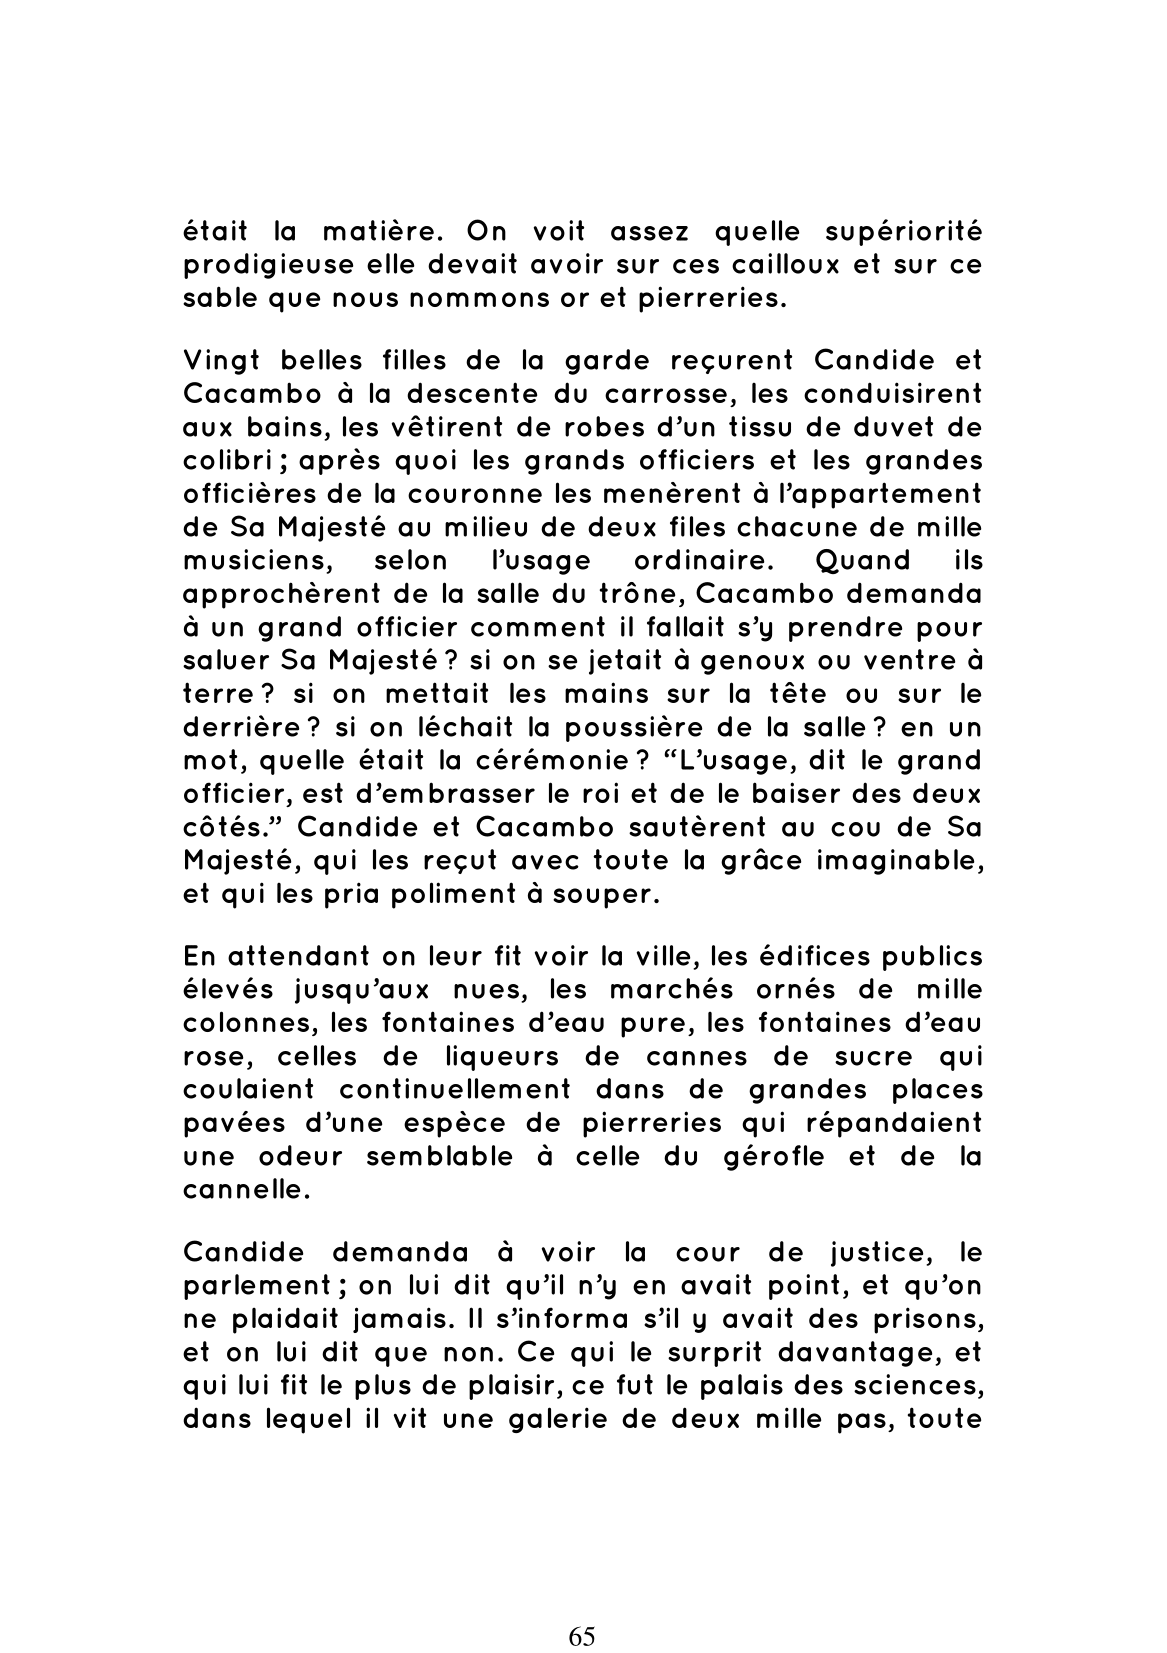 était la matière. On voit assez quelle supériorité
prodigieuse elle devait avoir sur ces cailloux et sur ce
sable que nous nommons or et pierreries.
Vingt belles filles de la garde reçurent Candide et
Cacambo à la descente du carrosse, les conduisirent
aux bains, les vêtirent de robes d’un tissu de duvet de
colibri ; après quoi les grands officiers et les grandes
officières de la couronne les menèrent à l’appartement
de Sa Majesté au milieu de deux files chacune de mille
musiciens, selon l’usage ordinaire. Quand ils
approchèrent de la salle du trône, Cacambo demanda
à un grand officier comment il fallait s’y prendre pour
saluer Sa Majesté ? si on se jetait à genoux ou ventre à
terre ? si on mettait les mains sur la tête ou sur le
derrière ? si on léchait la poussière de la salle ? en un
mot, quelle était la cérémonie ? “L’usage, dit le grand
officier, est d’embrasser le roi et de le baiser des deux
côtés.” Candide et Cacambo sautèrent au cou de Sa
Majesté, qui les reçut avec toute la grâce imaginable,
et qui les pria poliment à souper.
En attendant on leur fit voir la ville, les édifices publics
élevés jusqu’aux nues, les marchés ornés de mille
colonnes, les fontaines d’eau pure, les fontaines d’eau
rose, celles de liqueurs de cannes de sucre qui
coulaient continuellement dans de grandes places
pavées d’une espèce de pierreries qui répandaient
une odeur semblable à celle du gérofle et de la
cannelle.
Candide demanda à voir la cour de justice, le
parlement ; on lui dit qu’il n’y en avait point, et qu’on
ne plaidait jamais. Il s’informa s’il y avait des prisons,
et on lui dit que non. Ce qui le surprit davantage, et
qui lui fit le plus de plaisir, ce fut le palais des sciences,
dans lequel il vit une galerie de deux mille pas, toute
65